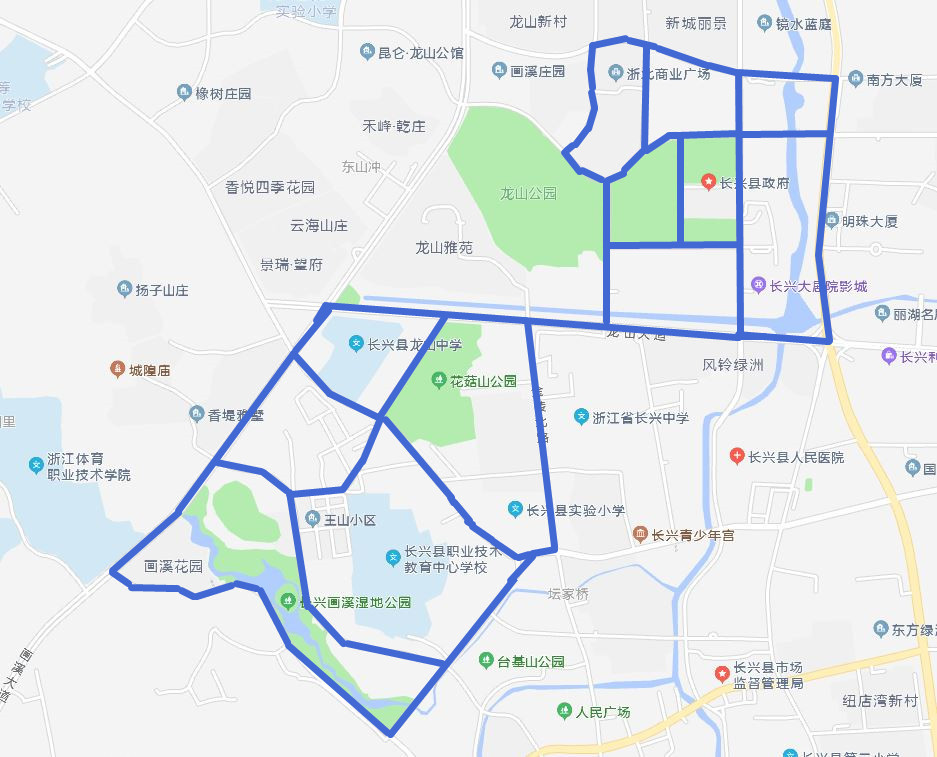 实验小学
龙山新村
新城丽景
镜水蓝庭
昆仑·龙山公馆
画溪庄园
浙北商业广场
南方大厦
橡树庄园
学校
禾峰·乾庄
东山冲
香悦四季花园
龙山公园
长兴县政府
云海山庄
明珠大厦
龙山雅苑
景瑞·望府
扬子山庄
长兴大剧院影城
丽湖名
龙山大道
长兴县龙山中学
风铃绿洲
长兴
城隍庙
花菇山公园
香堤雅墅
浙江省长兴中学
浙江体育
职业技术学院
长兴县人民医院
国
王山小区
长兴县实验小学
长兴青少年宫
长兴县职业技术
教育中心学校
画溪花园
坛家桥
长兴画溪湿地公园
东方绿
台基山公园
画溪大道
长兴县市场
监督管理局
人民广场
纽店湾新村